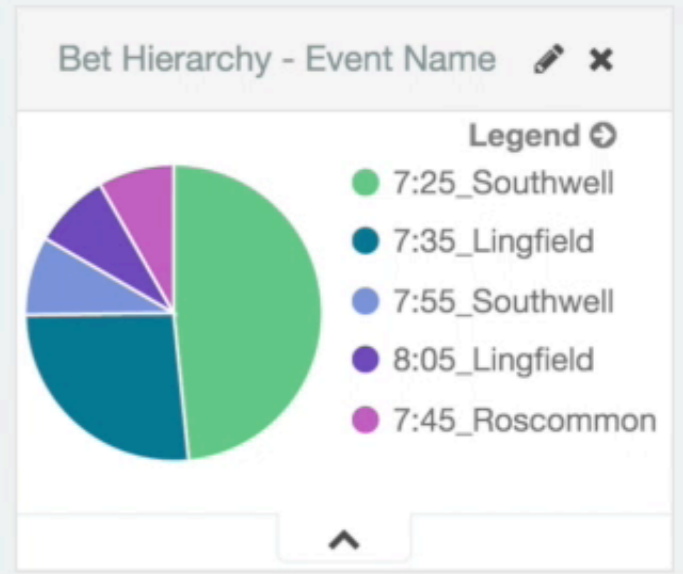 Bet Hierarchy - Event Name
Legend
7:25_Southwell
7:35_Lingfield
7:55_Southwell
8:05_Lingfield
7:45_Roscommon